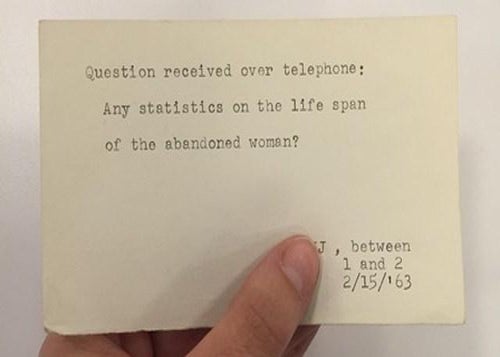 Question received over telephone:
Any statistics on the life span
of the abandoned woman?
J , between
1 and 2
2/15/'63